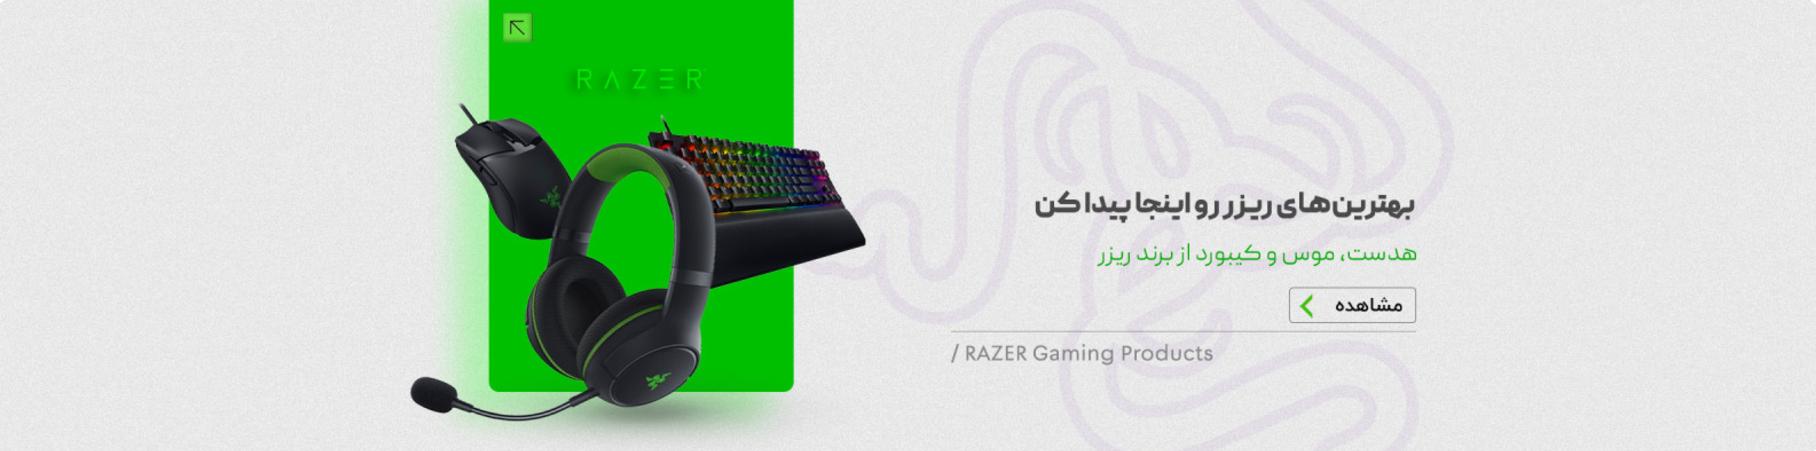 RAZER
بهترین‌های ریزر رو اینجا پیدا کن
هدست، موس و کیبورد از برند ریزر
مشاهده
/ RAZER Gaming Products